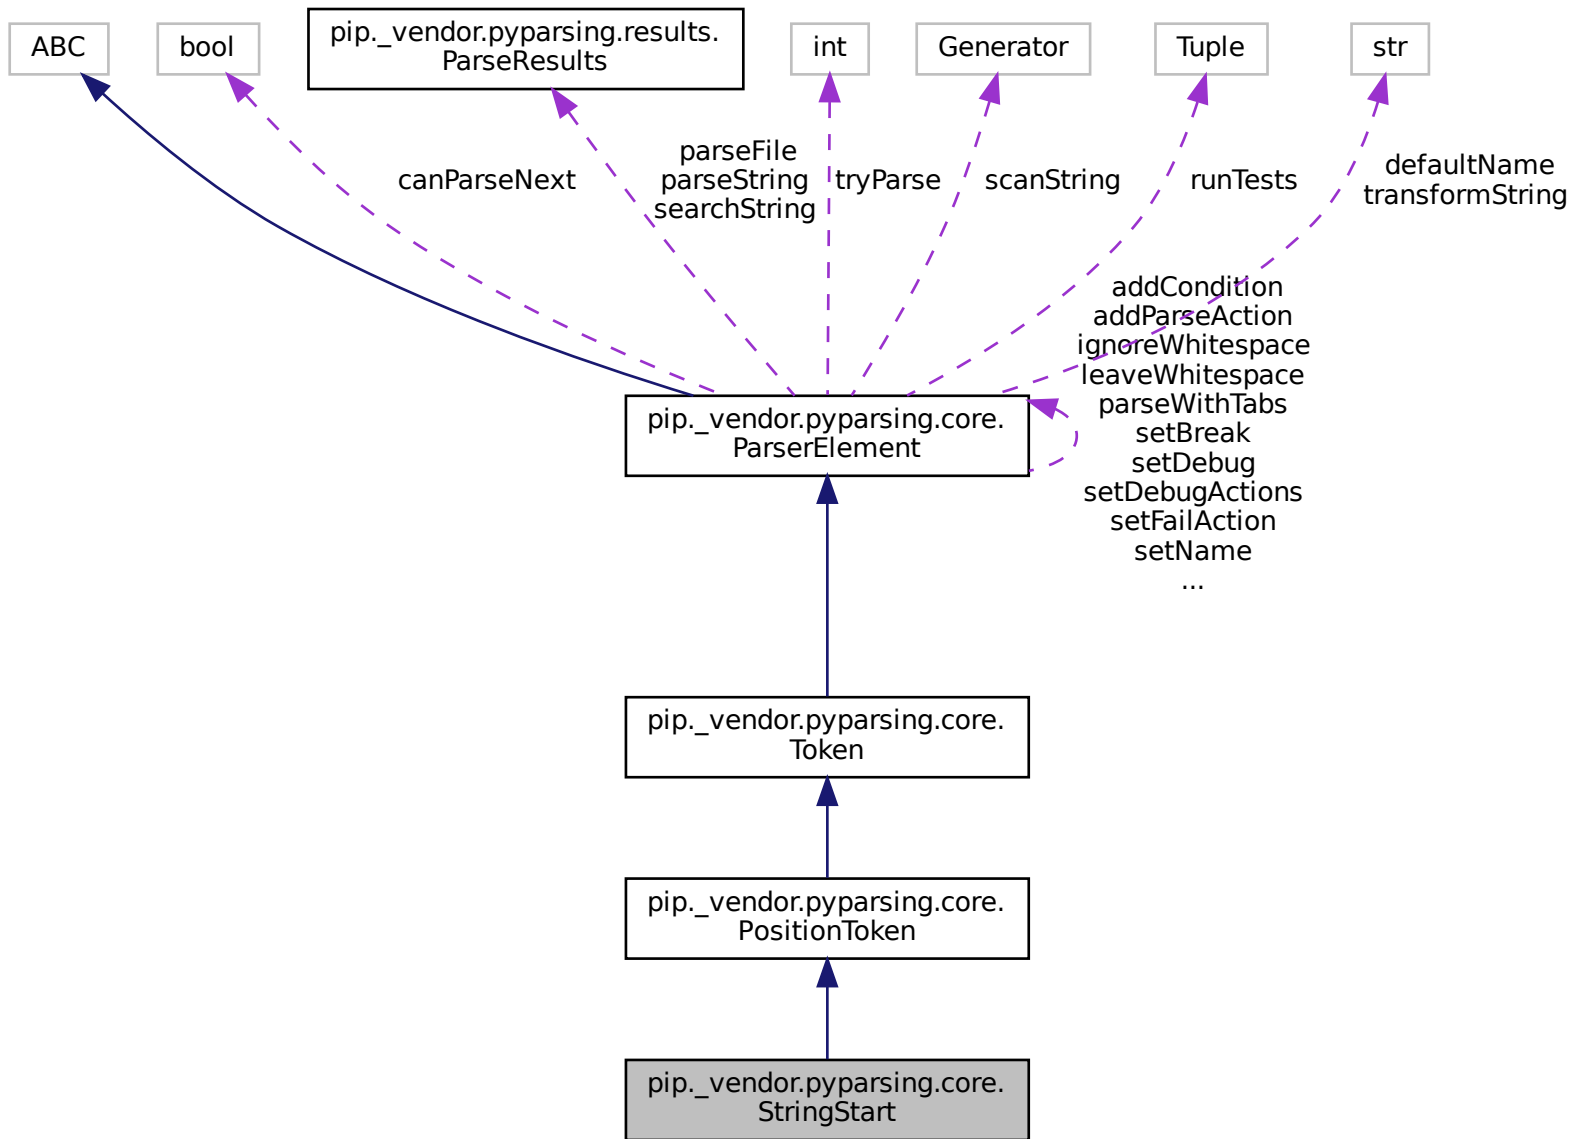 ABC
bool
pip._vendor.pyparsing.results.
ParseResults
int
Generator
Tuple
str
canParseNext
parseFile
parseString
searchString
tryParse
scanString
runTests
defaultName
transformString
addCondition
addParseAction
ignoreWhitespace
leaveWhitespace
parseWithTabs
setBreak
setDebug
setDebugActions
setFailAction
setName
...
pip._vendor.pyparsing.core.
ParserElement
pip._vendor.pyparsing.core.
Token
pip._vendor.pyparsing.core.
PositionToken
pip._vendor.pyparsing.core.
StringStart